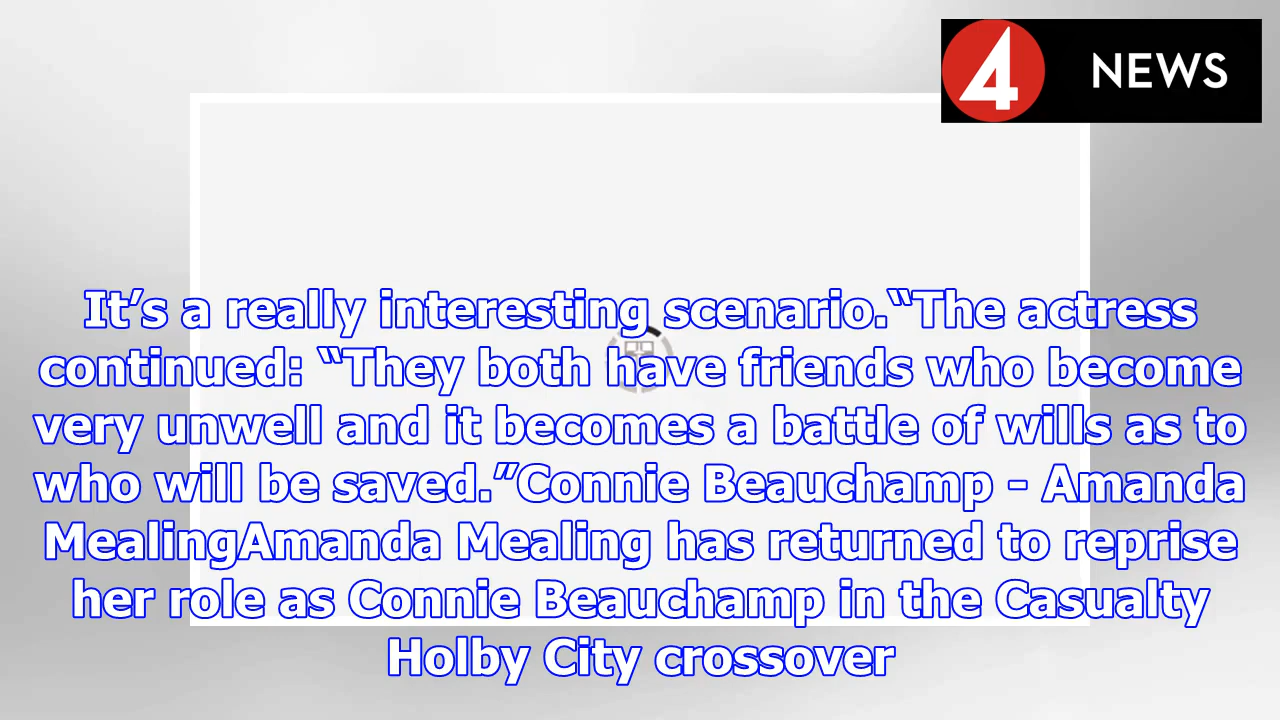 4 NEWS
It’s a really interesting scenario.“The actress
continued: “They both have friends who become
very unwell and it becomes a battle of wills as to
who will be saved.”Connie Beauchamp - Amanda
MealingAmanda Mealing has returned to reprise
her role as Connie Beauchamp in the Casualty
Holby City crossover